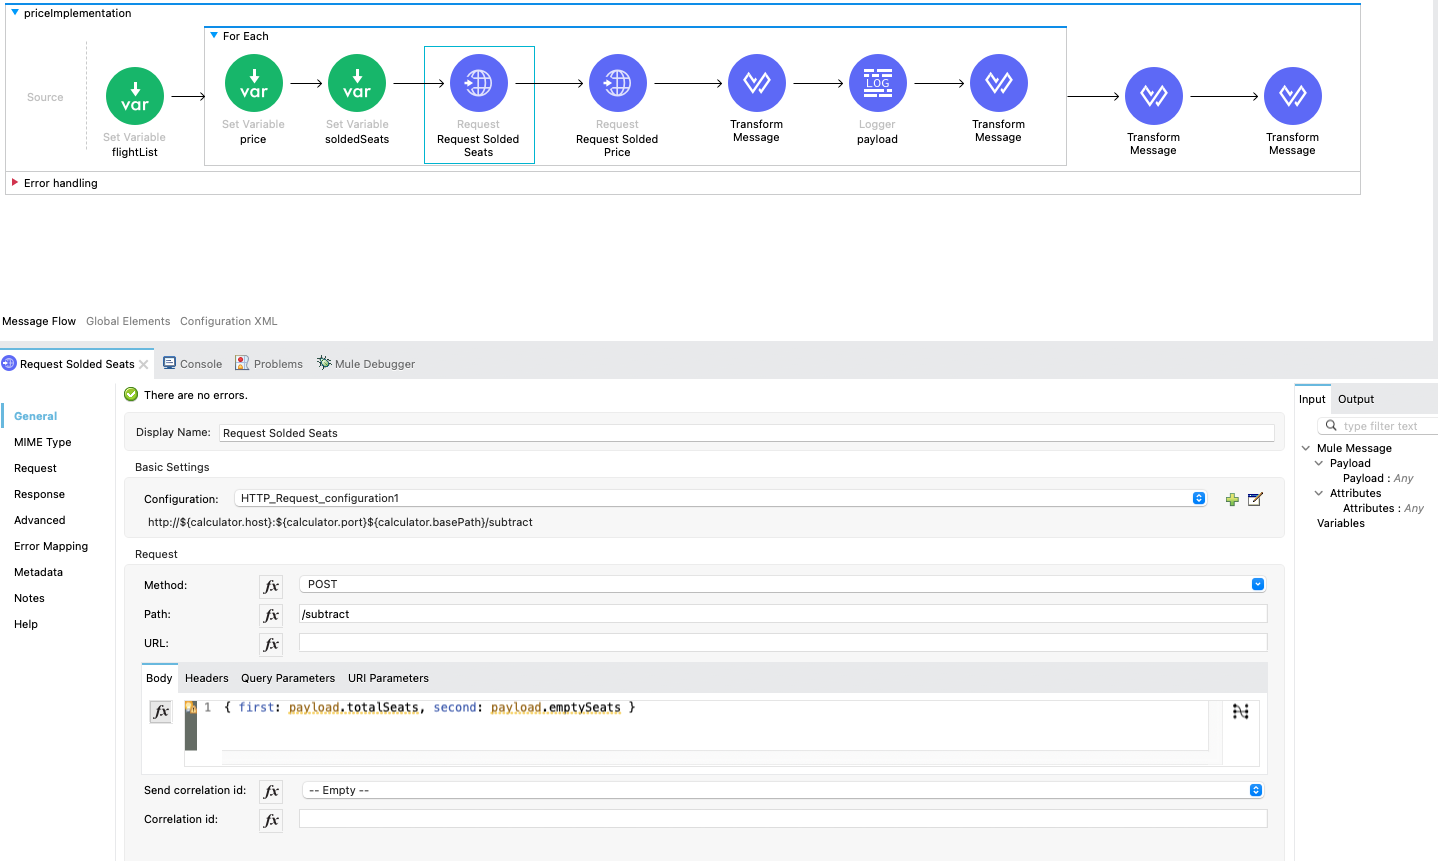 priceImplementation
For Each
Source
var
Set Variable
flightList
var
Set Variable
price
var
Set Variable
soldedSeats
Request
Request Solded
Seats
Request
Request Solded
Price
Transform
Message
LOG
Logger
payload
Transform
Message
Transform
Message
Transform
Message
Error handling
Message Flow Global Elements Configuration XML
Request Solded Seats Console Problems Mule Debugger
There are no errors.
General
MIME Type
Request
Response
Advanced
Error Mapping
Metadata
Notes
Help
Display Name: Request Solded Seats
Basic Settings
Configuration: HTTP_Request_configuration1
http://${calculator.host}:${calculator.port}${calculator.basePath}/subtract
Request
Method: fx POST
Path: fx /subtract
URL: fx
Body Headers Query Parameters URI Parameters
fx 1 { first: payload.totalSeats, second: payload.emptySeats }
Send correlation id: fx -- Empty --
Correlation id: fx
Input Output
type filter text
Mule Message
Payload
Payload : Any
Attributes
Attributes : Any
Variables